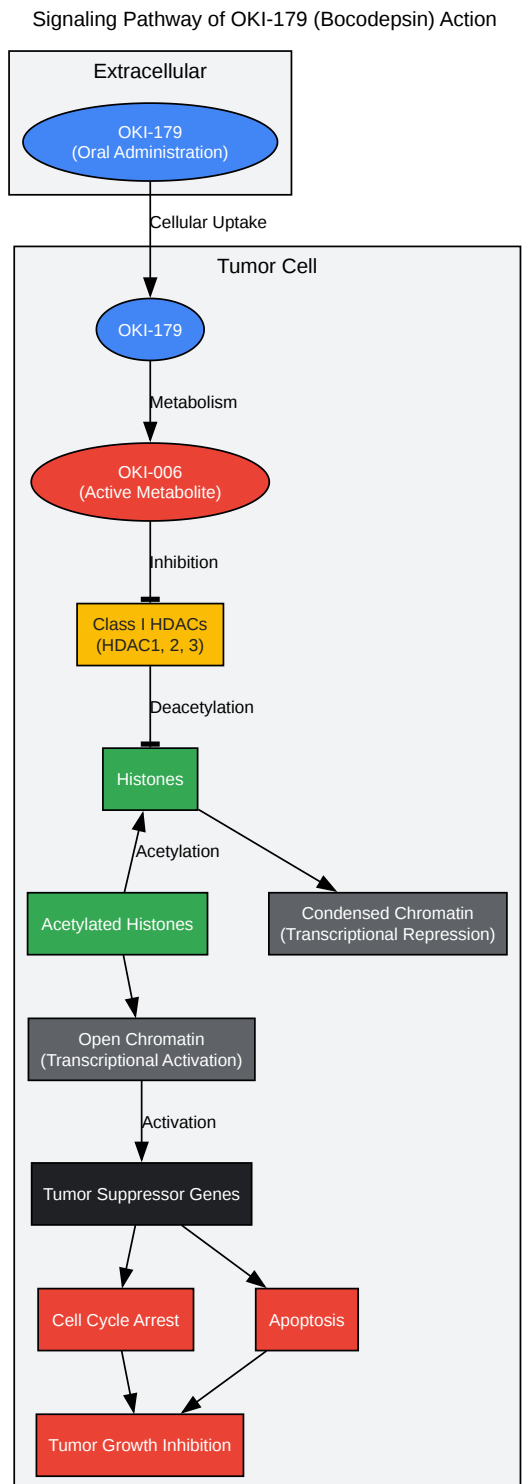 Signaling Pathway of OKI-179 (Bocodepsin) Action
Extracellular
OKI-179
(Oral Administration)
Cellular Uptake
Tumor Cell
OKI-179
Metabolism
OKI-006
(Active Metabolite)
Inhibition
Class I HDACs
(HDAC1, 2, 3)
Deacetylation
Histones
Acetylation
Acetylated Histones
Condensed Chromatin
(Transcriptional Repression)
Open Chromatin
(Transcriptional Activation)
Activation
Tumor Suppressor Genes
Cell Cycle Arrest
Apoptosis
Tumor Growth Inhibition